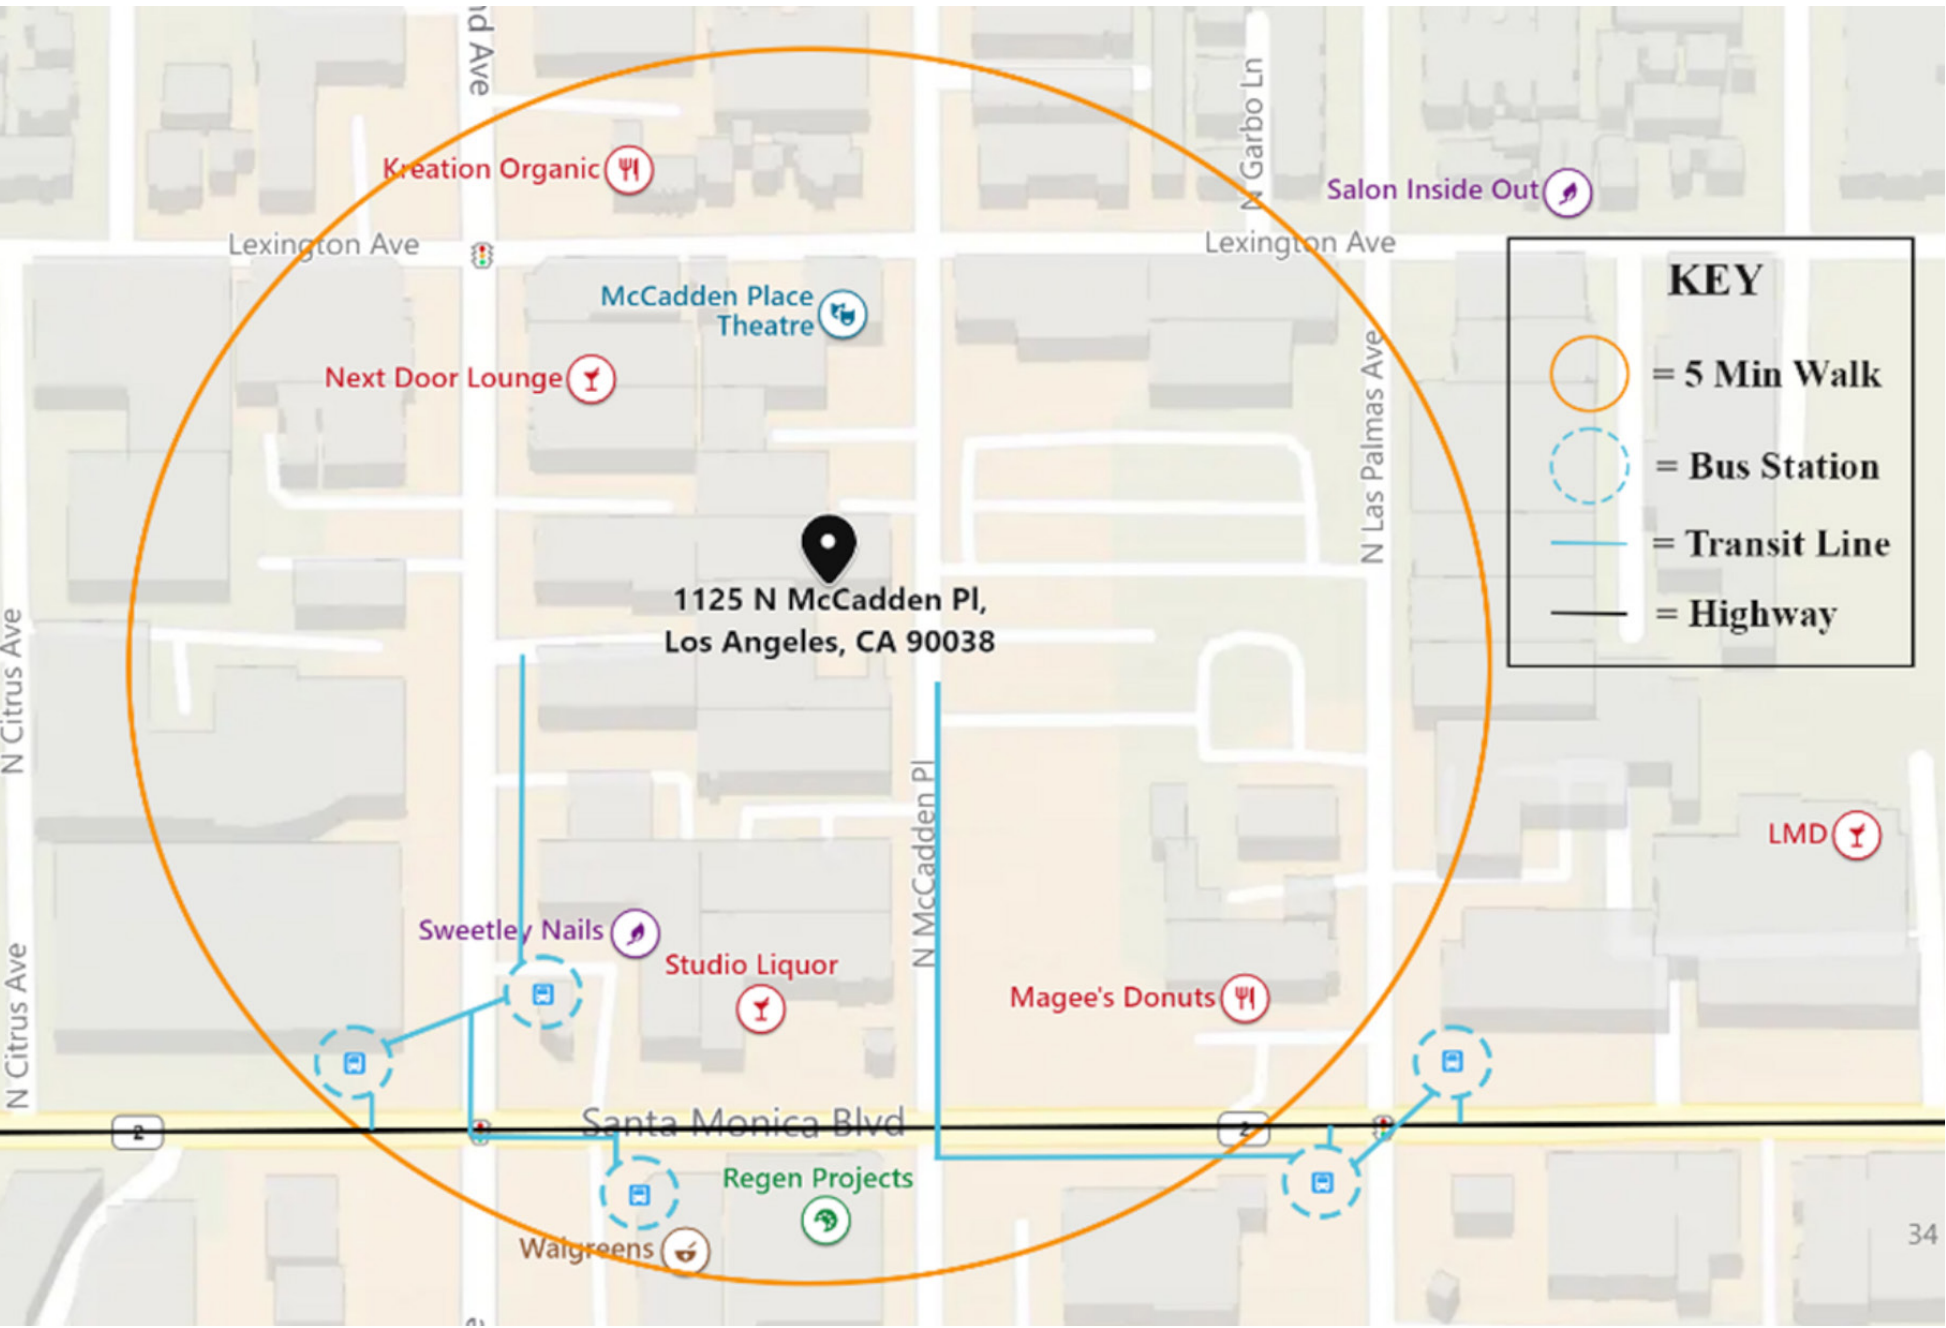 nd Ave
N Garbo Ln
Kreation Organic
Salon Inside Out
Lexington Ave
Lexington Ave
KEY
McCadden Place
Theatre
= 5 Min Walk
Next Door Lounge
N Las Palmas Ave
= Bus Station
= Transit Line
1125 N McCadden Pl,
Los Angeles, CA 90038
= Highway
N Citrus Ave
N McCadden Pl
LMD
Sweetley Nails
Studio Liquor
Magee's Donuts
N Citrus Ave
Santa Monica Blvd
2
2
Regen Projects
Walgreens
34
e